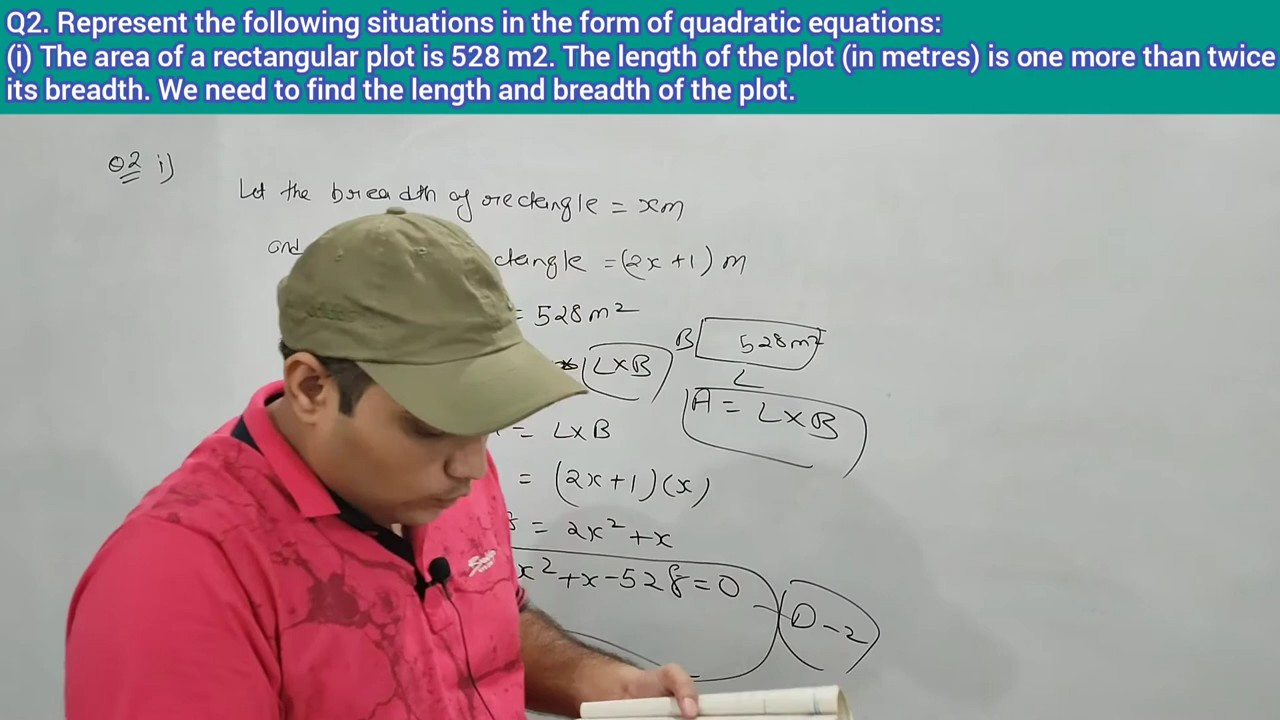 Q2. Represent the following situations in the form of quadratic equations:
(i) The area of a rectangular plot is 528 m2. The length of the plot (in metres) is one more than twice
its breadth. We need to find the length and breadth of the plot.
Q2 i)
Let the breadth of rectangle = xm
and ctangle = (2x+1) m
= 528m²
B 528m²
L×B
L
A = L×B
= L×B
= (2x+1)(x)
8 = 2x²+x
x²+x-528=0
D-2